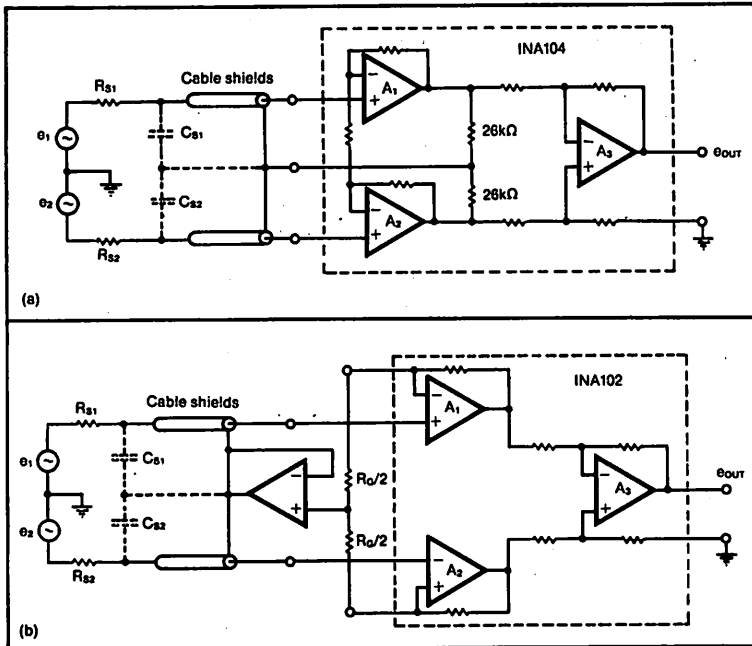 INA104
Cable shields
RS1
A1
e1
CS1
26kΩ
A3
eOUT
e2
CS2
26kΩ
A2
RS2
(a)
INA102
Cable shields
RS1
A1
e1
CS1
RG/2
A3
eOUT
e2
CS2
RG/2
RS2
A2
(b)